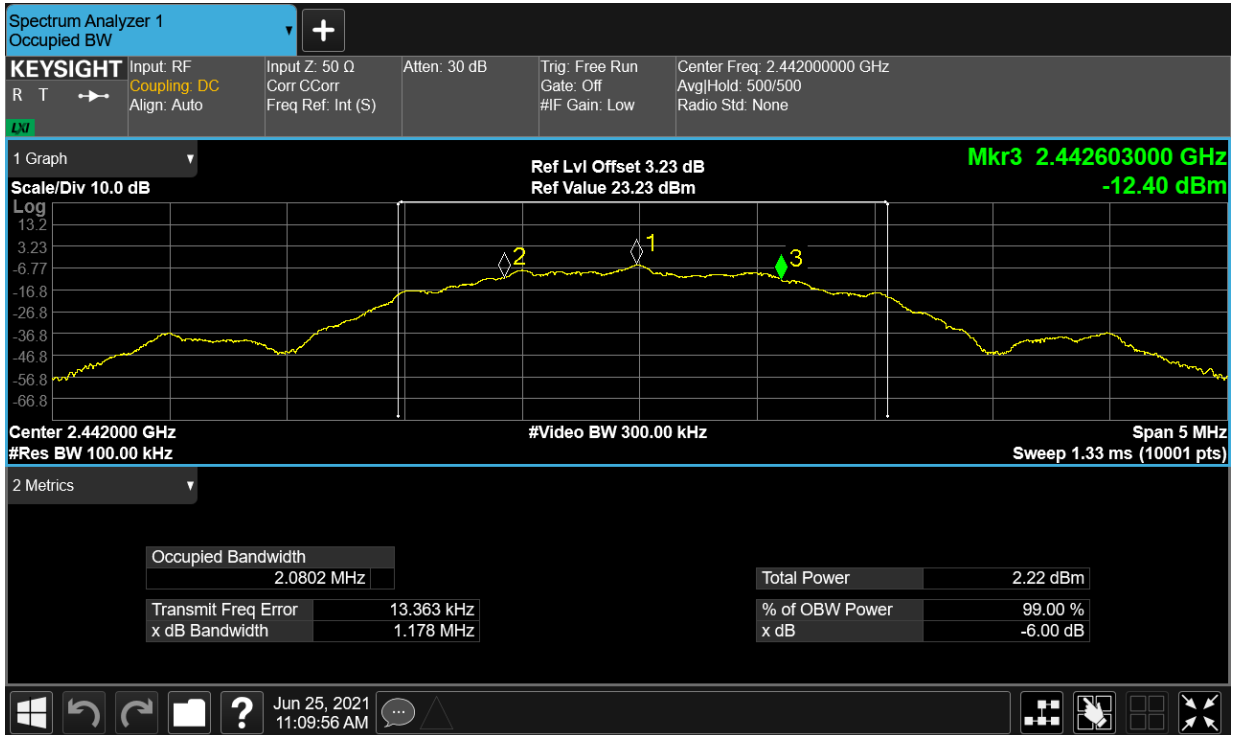 Spectrum Analyzer 1
Occupied BW
KEYSIGHT
R T
LXI
Input: RF
Coupling: DC
Align: Auto
Input Z: 50 Ω
Corr CCorr
Freq Ref: Int (S)
Atten: 30 dB
Trig: Free Run
Gate: Off
#IF Gain: Low
Center Freq: 2.442000000 GHz
Avg|Hold: 500/500
Radio Std: None
1 Graph
Scale/Div 10.0 dB
Ref Lvl Offset 3.23 dB
Ref Value 23.23 dBm
Mkr3 2.442603000 GHz
-12.40 dBm
Log
13.2
3.23
-6.77
-16.8
-26.8
-36.8
-46.8
-56.8
-66.8
2
1
3
Center 2.442000 GHz
#Res BW 100.00 kHz
#Video BW 300.00 kHz
Span 5 MHz
Sweep 1.33 ms (10001 pts)
2 Metrics
Occupied Bandwidth
2.0802 MHz
Transmit Freq Error 13.363 kHz
x dB Bandwidth 1.178 MHz
Total Power 2.22 dBm
% of OBW Power 99.00 %
x dB -6.00 dB
?
Jun 25, 2021
11:09:56 AM